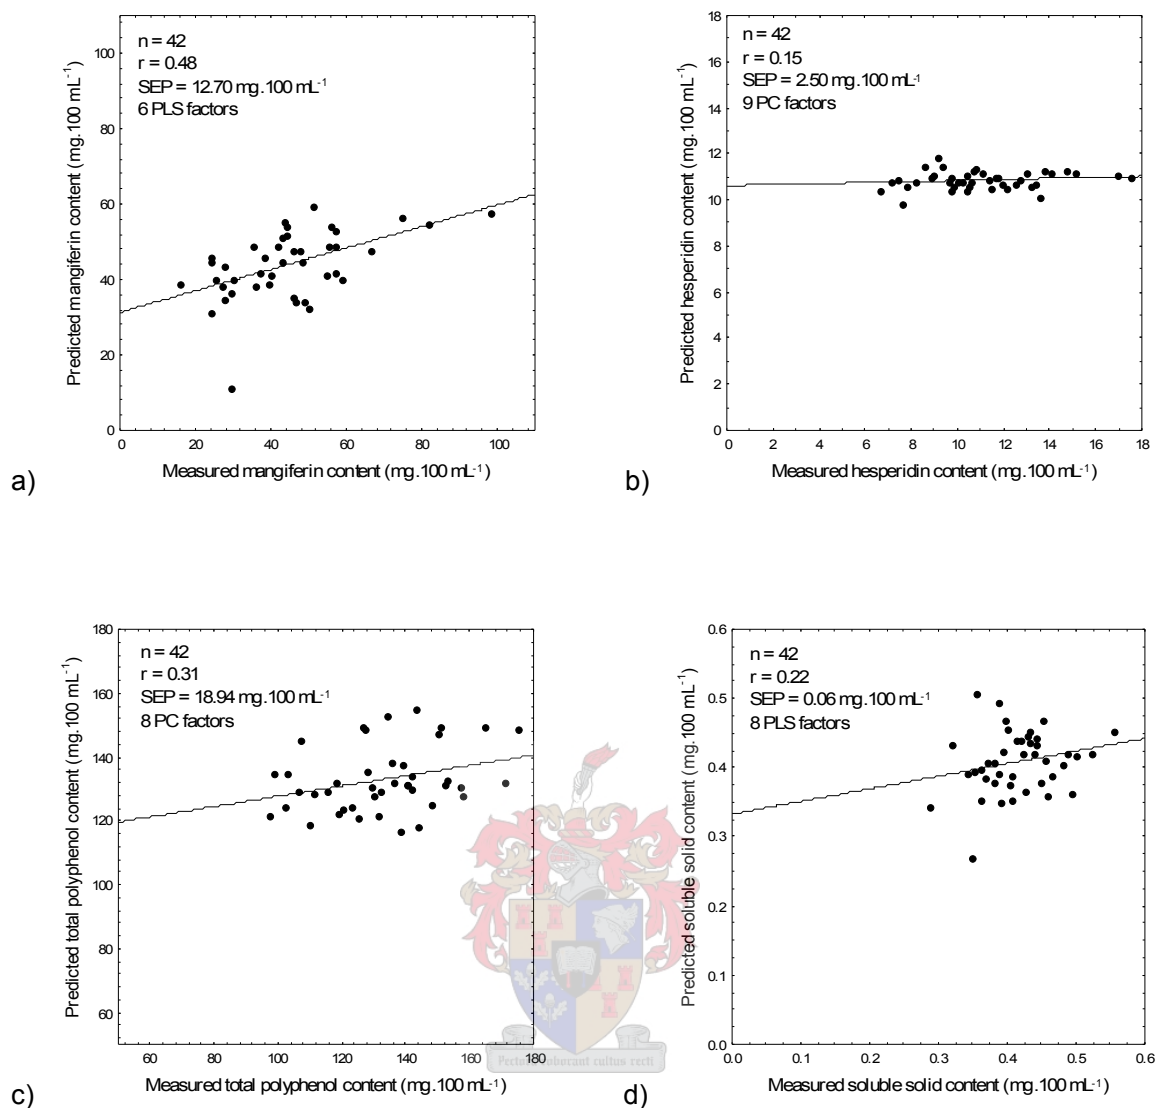 n = 42
r = 0.48
SEP = 12.70 mg.100 mL-1
6 PLS factors
Predicted mangiferin content (mg.100 mL-1)
100
80
60
40
20
0
0 20 40 60 80 100
Measured mangiferin content (mg.100 mL-1)
a)
n = 42
r = 0.15
SEP = 2.50 mg.100 mL-1
9 PC factors
Predicted hesperidin content (mg.100 mL-1)
18
16
14
12
10
8
6
4
2
0
0 2 4 6 8 10 12 14 16 18
Measured hesperidin content (mg.100 mL-1)
b)
n = 42
r = 0.31
SEP = 18.94 mg.100 mL-1
8 PC factors
Predicted total polyphenol content (mg.100 mL-1)
180
160
140
120
100
80
60
60 80 100 120 140 160 180
Measured total polyphenol content (mg.100 mL-1)
c)
n = 42
r = 0.22
SEP = 0.06 mg.100 mL-1
8 PLS factors
Predicted soluble solid content (mg.100 mL-1)
0.6
0.5
0.4
0.3
0.2
0.1
0.0
0.0 0.1 0.2 0.3 0.4 0.5 0.6
Measured soluble solid content (mg.100 mL-1)
d)
Pectora roborant cultus recti